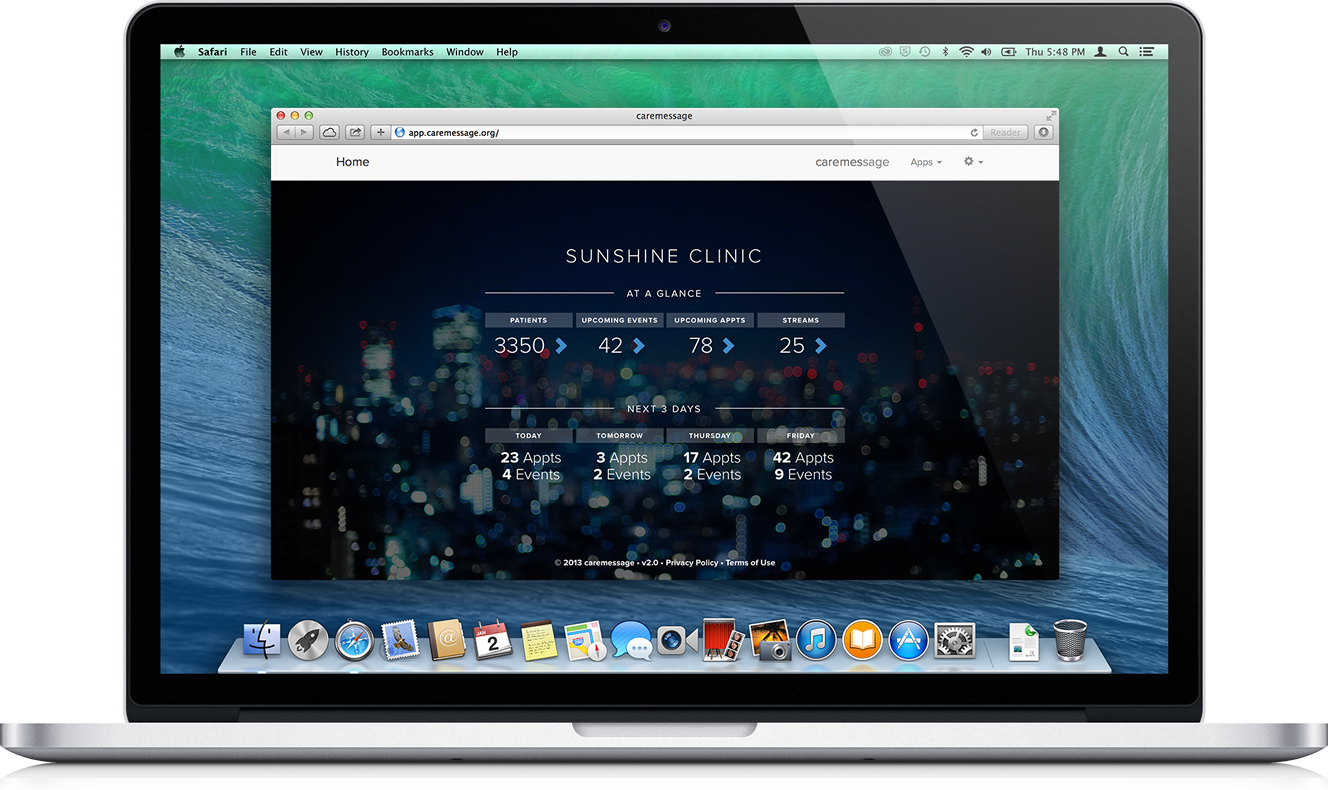 Safari File Edit View History Bookmarks Window Help Thu 5:48 PM
caremessage
app.caremessage.org/ Reader
Home caremessage Apps
SUNSHINE CLINIC
AT A GLANCE
PATIENTS UPCOMING EVENTS UPCOMING APPTS STREAMS
3350 42 78 25
NEXT 3 DAYS
TODAY TOMORROW THURSDAY FRIDAY
23 Appts 3 Appts 17 Appts 42 Appts
4 Events 2 Events 2 Events 9 Events
© 2013 caremessage • v2.0 • Privacy Policy • Terms of Use
JAN
2